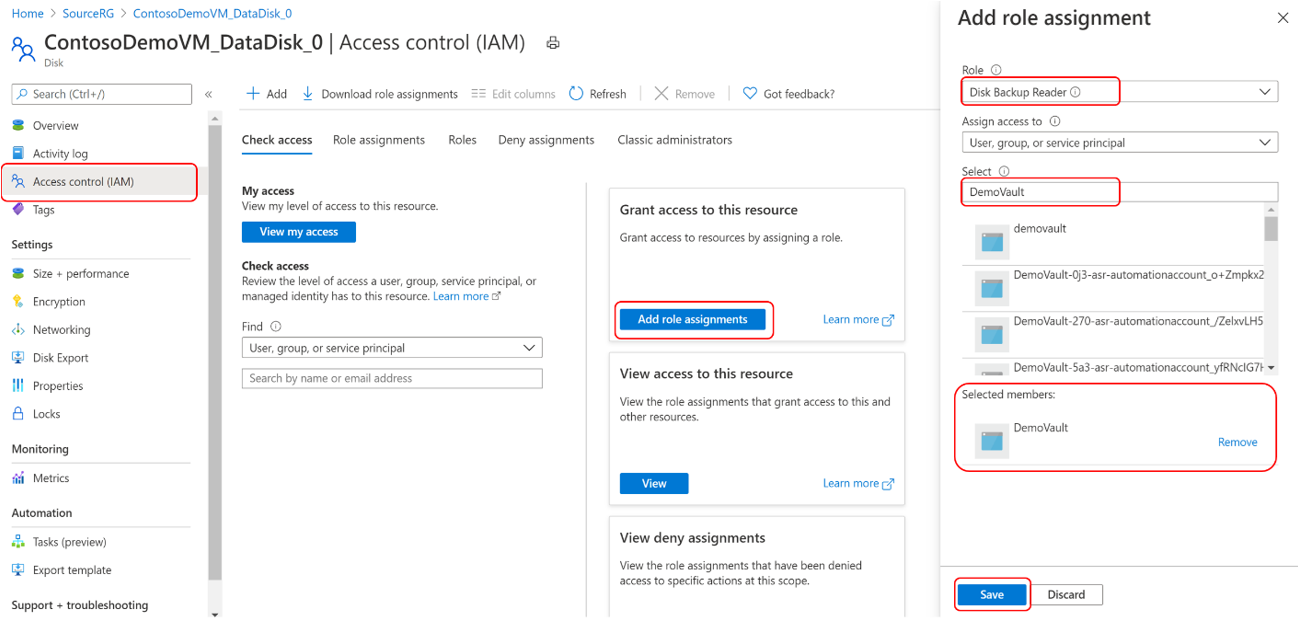 Home > SourceRG > ContosoDemoVM_DataDisk_0
ContosoDemoVM_DataDisk_0 | Access control (IAM)
Disk
Search (Ctrl+/)
«
Overview
Activity log
Access control (IAM)
Tags
Settings
Size + performance
Encryption
Networking
Disk Export
Properties
Locks
Monitoring
Metrics
Automation
Tasks (preview)
Export template
Support + troubleshooting
Add
Download role assignments
Edit columns
Refresh
Remove
Got feedback?
Check access
Role assignments
Roles
Deny assignments
Classic administrators
My access
View my level of access to this resource.
View my access
Check access
Review the level of access a user, group, service principal, or
managed identity has to this resource. Learn more
Find
User, group, or service principal
Search by name or email address
Grant access to this resource
Grant access to resources by assigning a role.
Add role assignments
Learn more
View access to this resource
View the role assignments that grant access to this and
other resources.
View
Learn more
View deny assignments
View the role assignments that have been denied
access to specific actions at this scope.
Add role assignment
Role
Disk Backup Reader
Assign access to
User, group, or service principal
Select
DemoVault
demovault
DemoVault-0j3-asr-automationaccount_o+Zmpkx2
DemoVault-270-asr-automationaccount_/ZelxvLH5
DemoVault-5a3-asr-automationaccount_yfRNcIG7H
Selected members:
DemoVault
Remove
Save
Discard